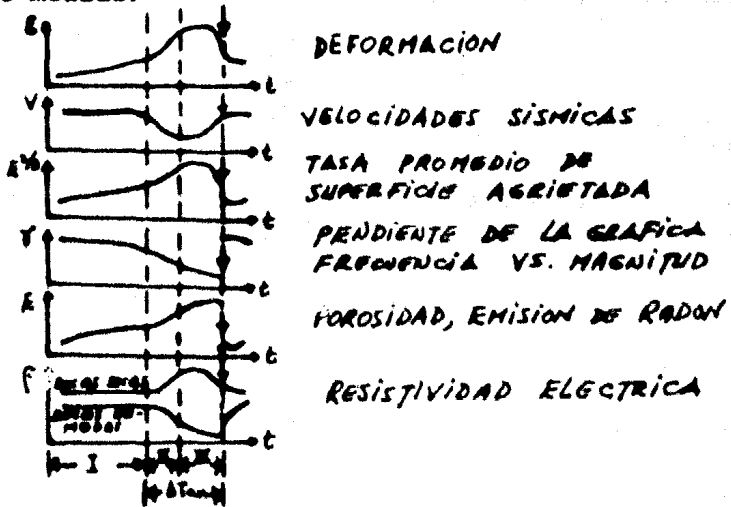 ε t DEFORMACION
V t VELOCIDADES SISMICAS
t TASA PROMEDIO DE
SUPERFICIE AGRIETADA
γ t PENDIENTE DE LA GRAFICA
FRECUENCIA VS. MAGNITUD
k t POROSIDAD, EMISION DE RADON
ρ t RESISTIVIDAD ELECTRICA
I II III
ΔTan